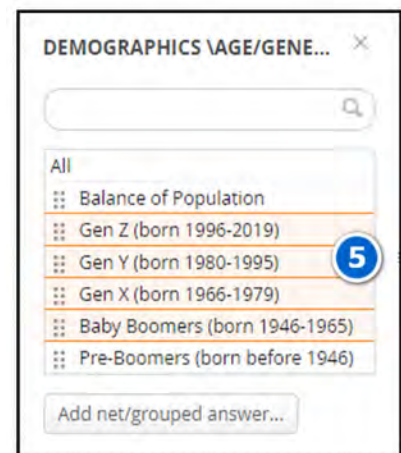 DEMOGRAPHICS \AGE/GENE...
All
Balance of Population
Gen Z (born 1996-2019)
Gen Y (born 1980-1995)
5
Gen X (born 1966-1979)
Baby Boomers (born 1946-1965)
Pre-Boomers (born before 1946)
Add net/grouped answer...